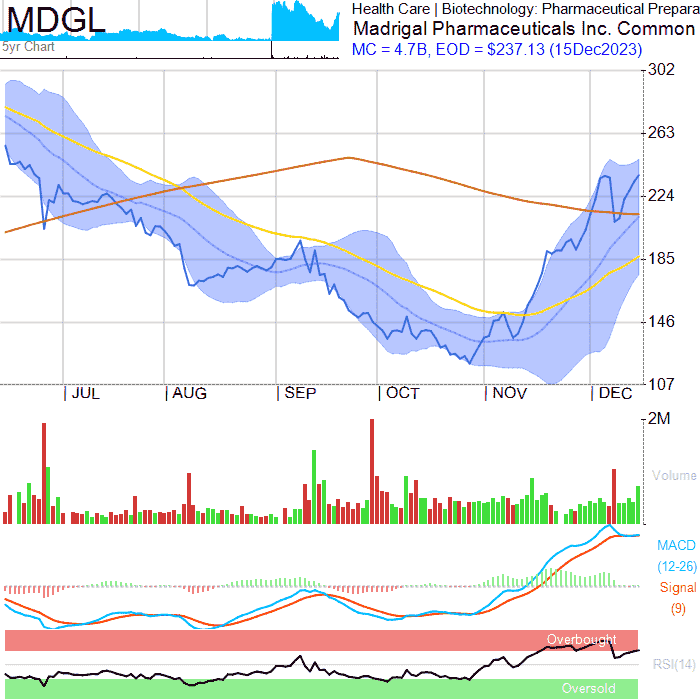 MDGL
5yr Chart
Health Care | Biotechnology: Pharmaceutical Prepara
Madrigal Pharmaceuticals Inc. Common
MC = 4.7B, EOD = $237.13 (15Dec2023)
302
263
224
185
146
107
JUL AUG SEP OCT NOV DEC
2M
Volume
MACD
(12-26)
Signal
(9)
Overbought
RSI(14)
Oversold